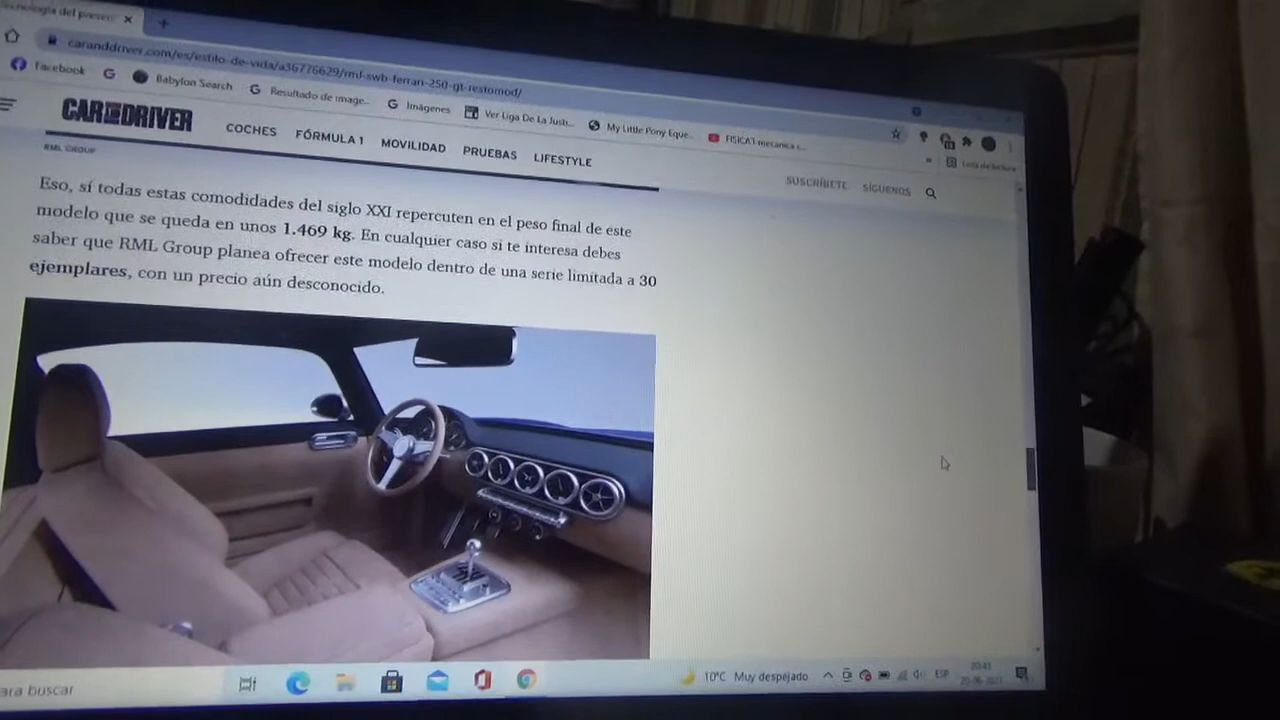 caranddriver.com/es/estilo-de-vida/a36776629/rml-swb-ferrari-250-gt-restomod/
Facebook
Babylon Search
Resultado de image...
Imágenes
Ver Liga De La Justi...
My Little Pony Eque...
FISICA1 mecanica c...
CAR DRIVER
COCHES FÓRMULA 1 MOVILIDAD PRUEBAS LIFESTYLE
SUSCRÍBETE SÍGUENOS
RML GROUP
Eso, sí todas estas comodidades del siglo XXI repercuten en el peso final de este
modelo que se queda en unos 1.469 kg. En cualquier caso si te interesa debes
saber que RML Group planea ofrecer este modelo dentro de una serie limitada a 30
ejemplares, con un precio aún desconocido.
ara buscar
10°C Muy despejado
ESP
20:43